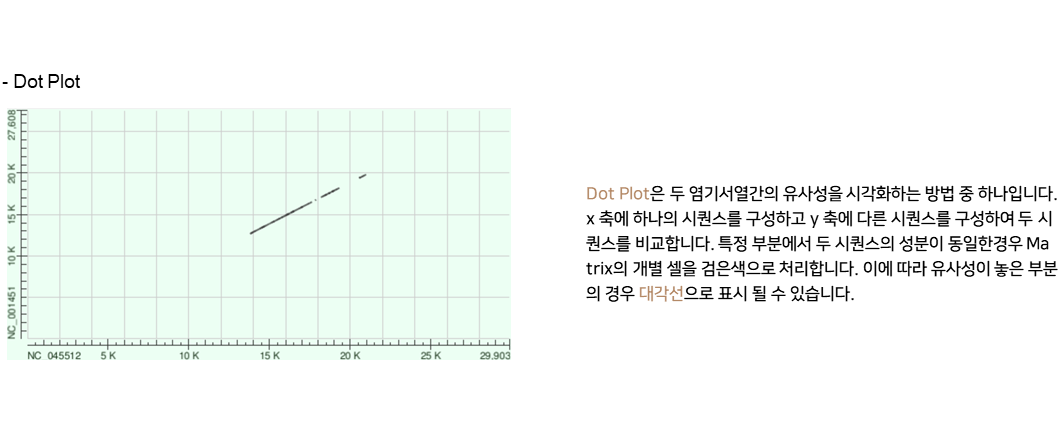 - Dot Plot
27,608
20 K
15 K
10 K
NC_001451
NC_045512 5 K 10 K 15 K 20 K 25 K 29,903
Dot Plot은 두 염기서열간의 유사성을 시각화하는 방법 중 하나입니다.
x 축에 하나의 시퀀스를 구성하고 y 축에 다른 시퀀스를 구성하여 두 시
퀀스를 비교합니다. 특정 부분에서 두 시퀀스의 성분이 동일한경우 Ma
trix의 개별 셀을 검은색으로 처리합니다. 이에 따라 유사성이 놓은 부분
의 경우 대각선으로 표시 될 수 있습니다.